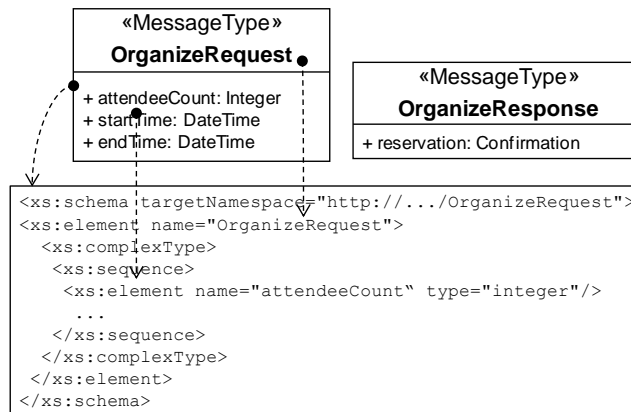 «MessageType»
OrganizeRequest
+ attendeeCount: Integer
+ startTime: DateTime
+ endTime: DateTime
«MessageType»
OrganizeResponse
+ reservation: Confirmation
<xs:schema targetNamespace="http://.../OrganizeRequest">
<xs:element name="OrganizeRequest">
<xs:complexType>
<xs:sequence>
<xs:element name="attendeeCount“ type="integer"/>
...
</xs:sequence>
</xs:complexType>
</xs:element>
</xs:schema>